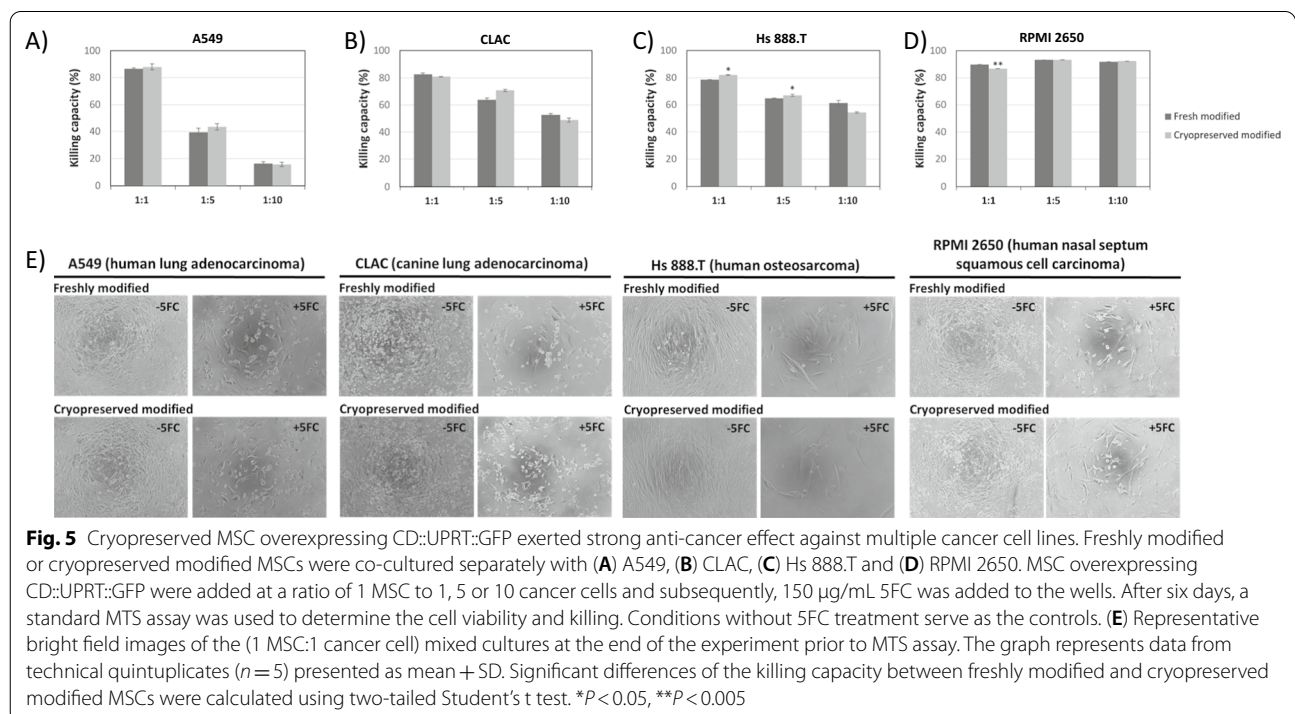 A)
A549
Killing capacity (%)
100
80
60
40
20
0
1:1 1:5 1:10
B)
CLAC
Killing capacity (%)
100
80
60
40
20
0
1:1 1:5 1:10
C)
Hs 888.T
Killing capacity (%)
100
80
60
40
20
0
*
*
1:1 1:5 1:10
D)
RPMI 2650
Killing capacity (%)
100
80
60
40
20
0
**
1:1 1:5 1:10
Fresh modified
Cryopreserved modified
E)
A549 (human lung adenocarcinoma)
Freshly modified
-5FC +5FC
Cryopreserved modified
-5FC +5FC
CLAC (canine lung adenocarcinoma)
Freshly modified
-5FC +5FC
Cryopreserved modified
-5FC +5FC
Hs 888.T (human osteosarcoma)
Freshly modified
-5FC +5FC
Cryopreserved modified
-5FC +5FC
RPMI 2650 (human nasal septum
squamous cell carcinoma)
Freshly modified
-5FC +5FC
Cryopreserved modified
-5FC +5FC
Fig. 5 Cryopreserved MSC overexpressing CD::UPRT::GFP exerted strong anti-cancer effect against multiple cancer cell lines. Freshly modified
or cryopreserved modified MSCs were co-cultured separately with (A) A549, (B) CLAC, (C) Hs 888.T and (D) RPMI 2650. MSC overexpressing
CD::UPRT::GFP were added at a ratio of 1 MSC to 1, 5 or 10 cancer cells and subsequently, 150 μg/mL 5FC was added to the wells. After six days, a
standard MTS assay was used to determine the cell viability and killing. Conditions without 5FC treatment serve as the controls. (E) Representative
bright field images of the (1 MSC:1 cancer cell) mixed cultures at the end of the experiment prior to MTS assay. The graph represents data from
technical quintuplicates (n = 5) presented as mean + SD. Significant differences of the killing capacity between freshly modified and cryopreserved
modified MSCs were calculated using two-tailed Student's t test. *P < 0.05, **P < 0.005